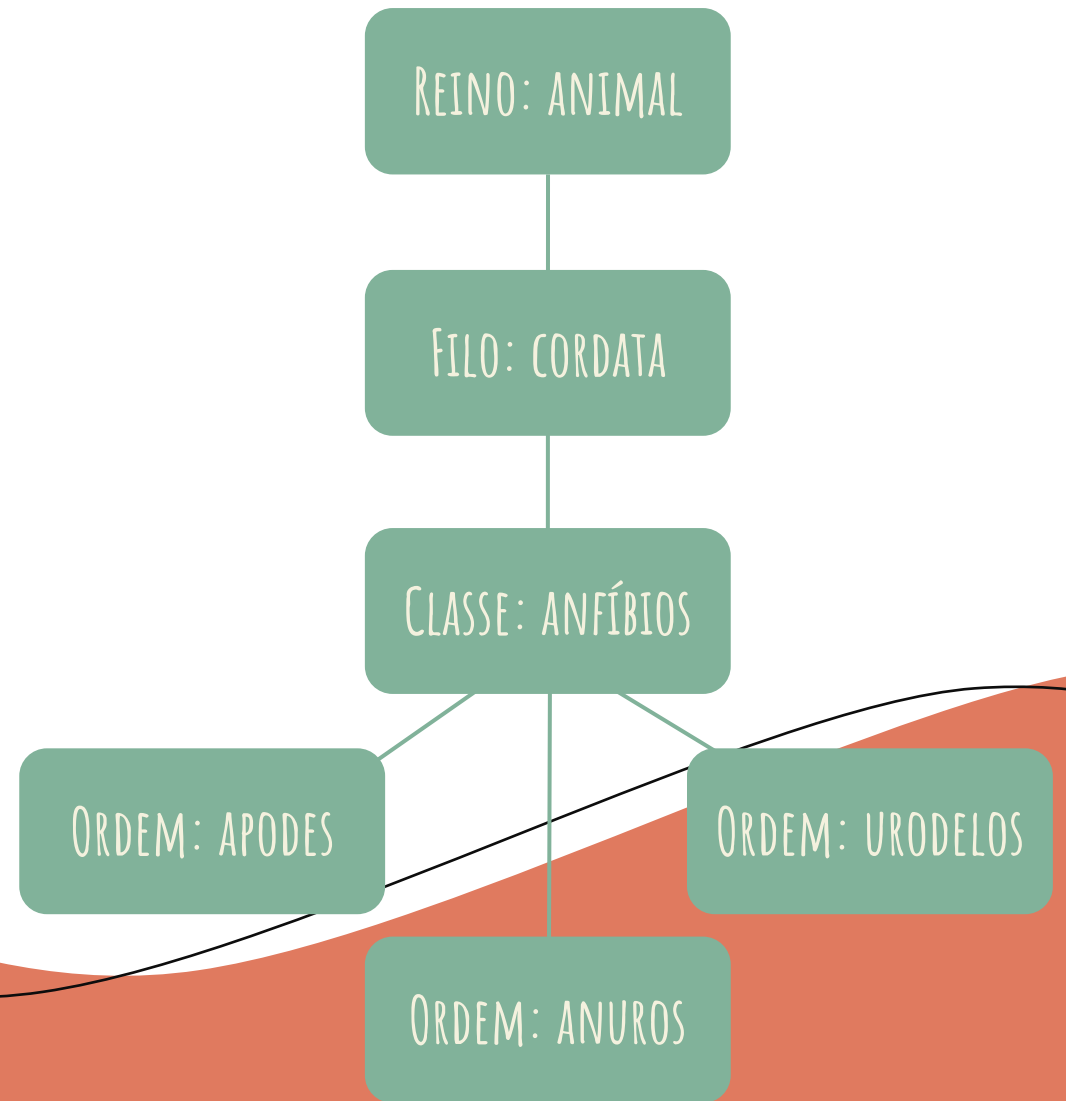 Reino: animal
Filo: cordata
Classe: anfíbios
Ordem: apodes
Ordem: urodelos
Ordem: anuros